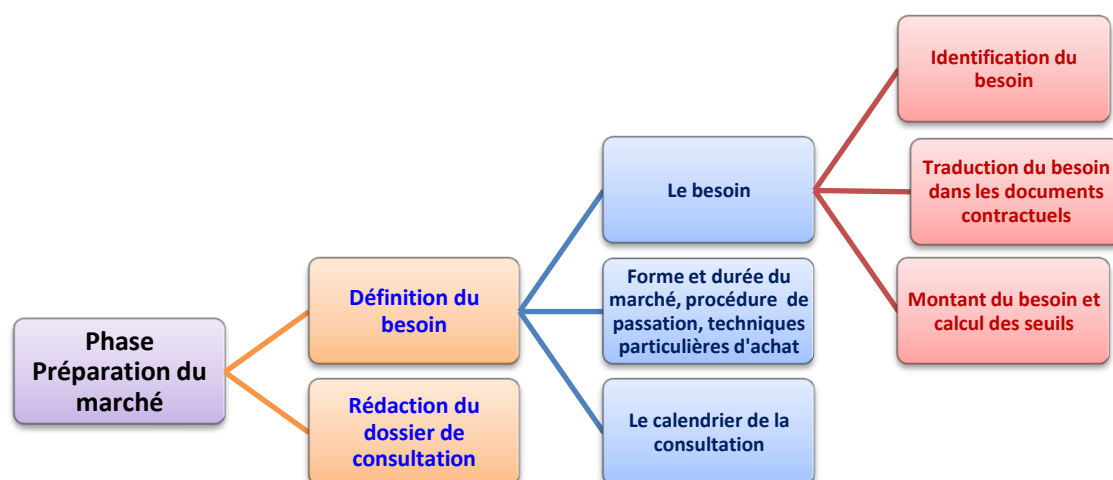 Phase
Préparation du
marché
Définition du
besoin
Rédaction du
dossier de
consultation
Le besoin
Forme et durée du
marché, procédure de
passation, techniques
particulières d'achat
Le calendrier de la
consultation
Identification du
besoin
Traduction du besoin
dans les documents
contractuels
Montant du besoin et
calcul des seuils